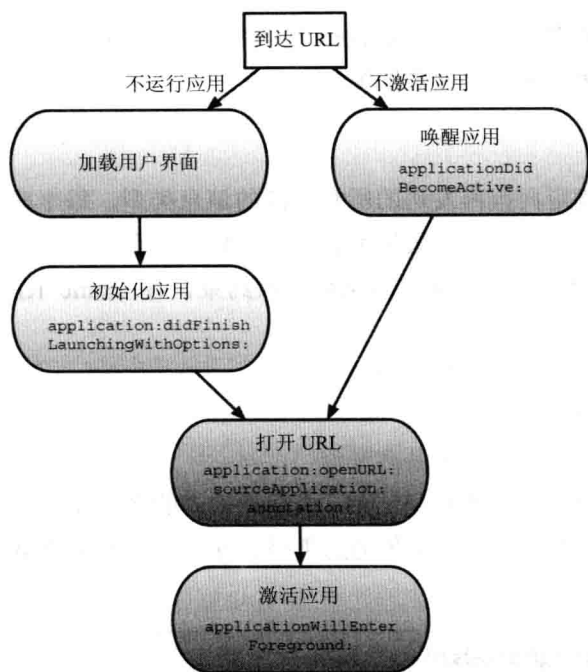 到达 URL
不运行应用
不激活应用
加载用户界面
唤醒应用
applicationDid
BecomeActive:
初始化应用
application:didFinish
LaunchingWithOptions:
打开 URL
application:openURL:
sourceApplication:
annotation:
激活应用
applicationWillEnter
Foreground: